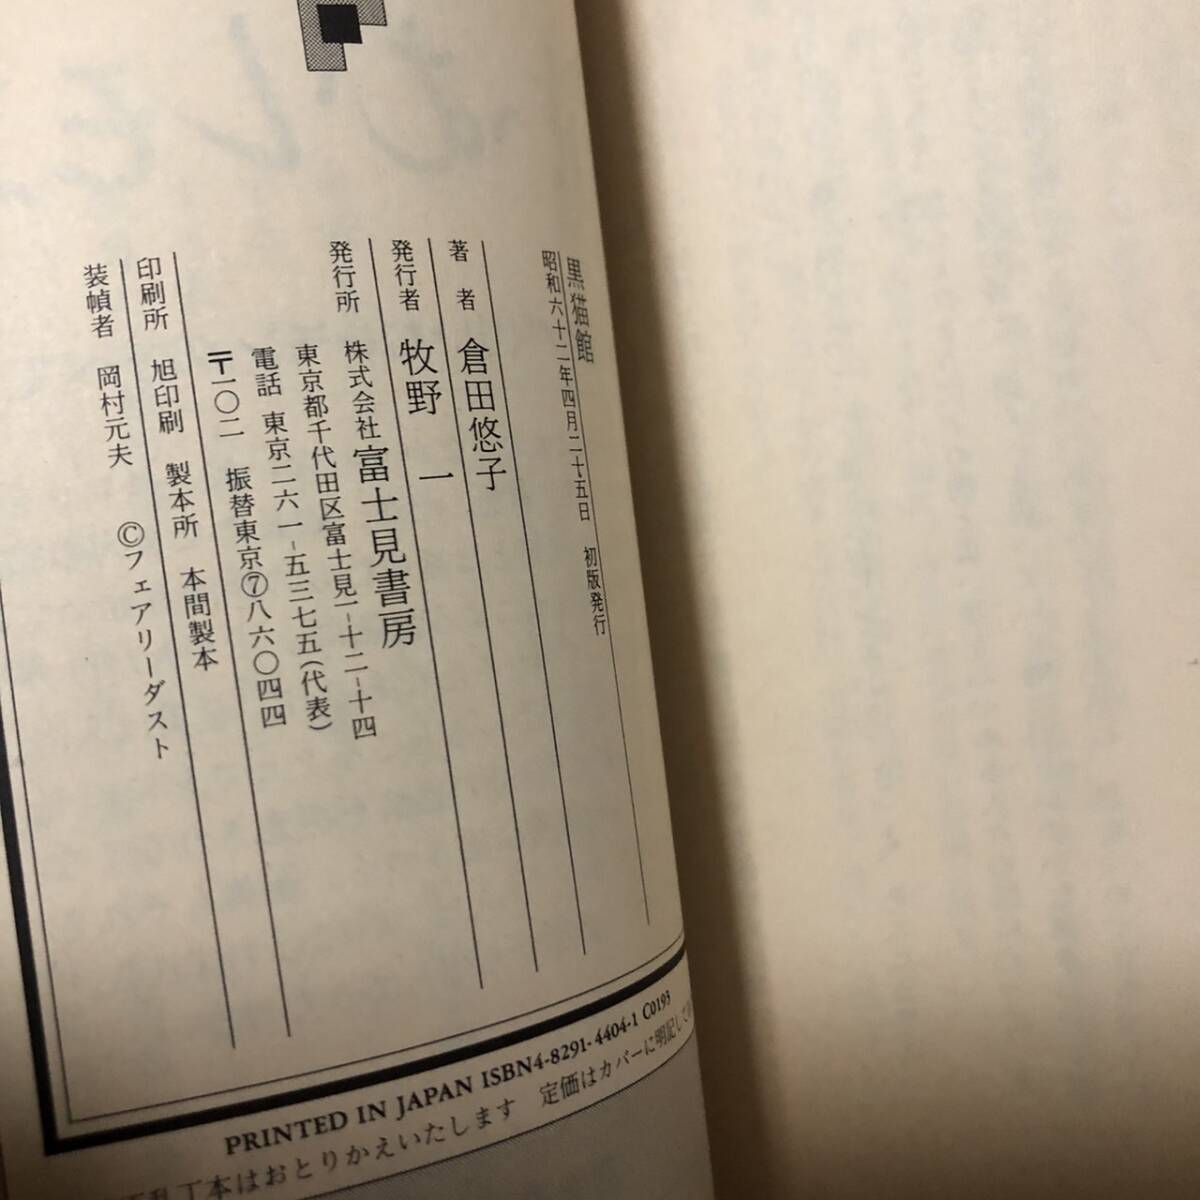 黒猫館
昭和六十二年四月二十五日　初版発行
著　者　倉田悠子
発行者　牧野　一
発行所　株式会社富士見書房
東京都千代田区富士見一-十二-十四
電話　東京二六一-五三七五(代表)
〒一〇二　振替東京⑦八六〇四四
印刷所　旭印刷　製本所　本間製本
装幀者　岡村元夫　©フェアリーダスト
PRINTED IN JAPAN ISBN4-8291-4404-1 C0193
乱丁本はおとりかえいたします　定価はカバーに明記して